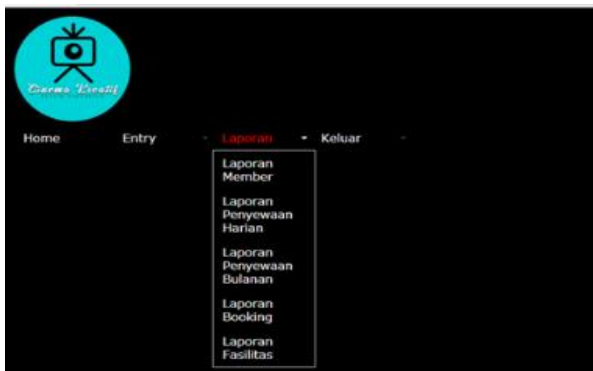 Home Entry Laporan Keluar
Laporan
Member
Laporan
Penyewaan
Harian
Laporan
Penyewaan
Bulanan
Laporan
Booking
Laporan
Fasilitas